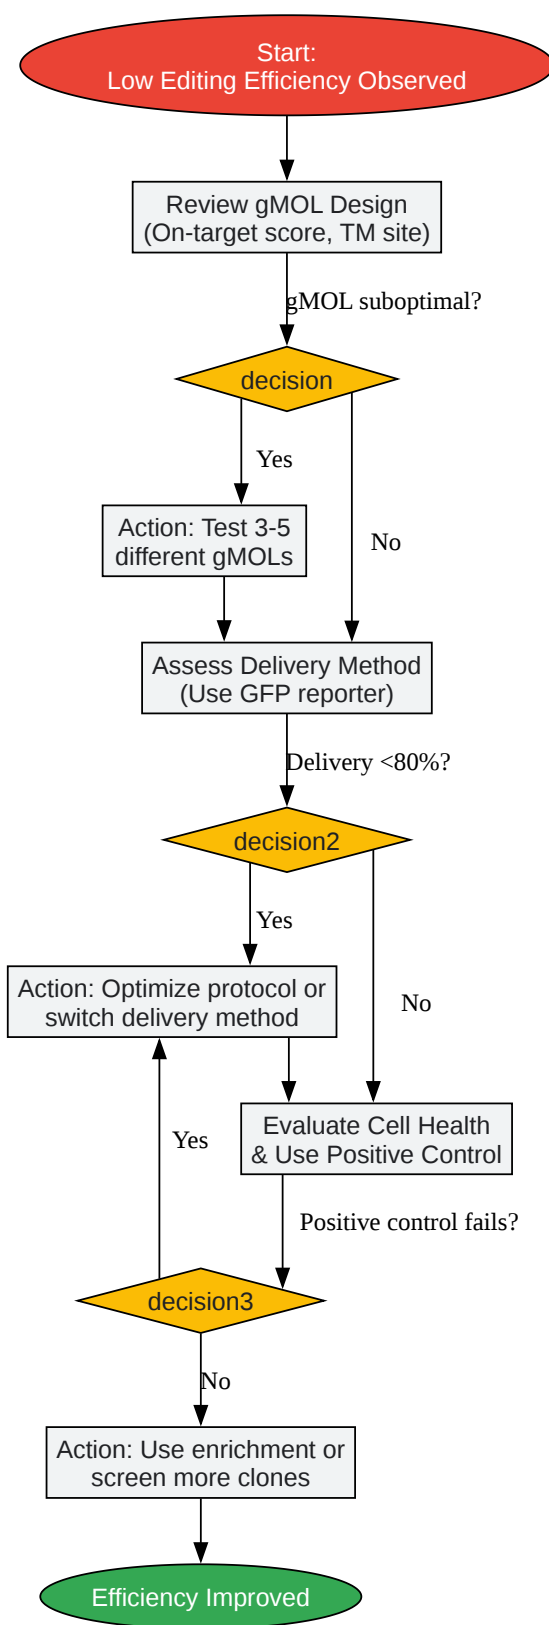 Start:
Low Editing Efficiency Observed
Review gMOL Design
(On-target score, TM site)
gMOL suboptimal?
decision
Yes
Action: Test 3-5
different gMOLs
No
Assess Delivery Method
(Use GFP reporter)
Delivery <80%?
decision2
Yes
Action: Optimize protocol or
switch delivery method
No
Evaluate Cell Health
& Use Positive Control
Yes
Positive control fails?
decision3
No
Action: Use enrichment or
screen more clones
Efficiency Improved